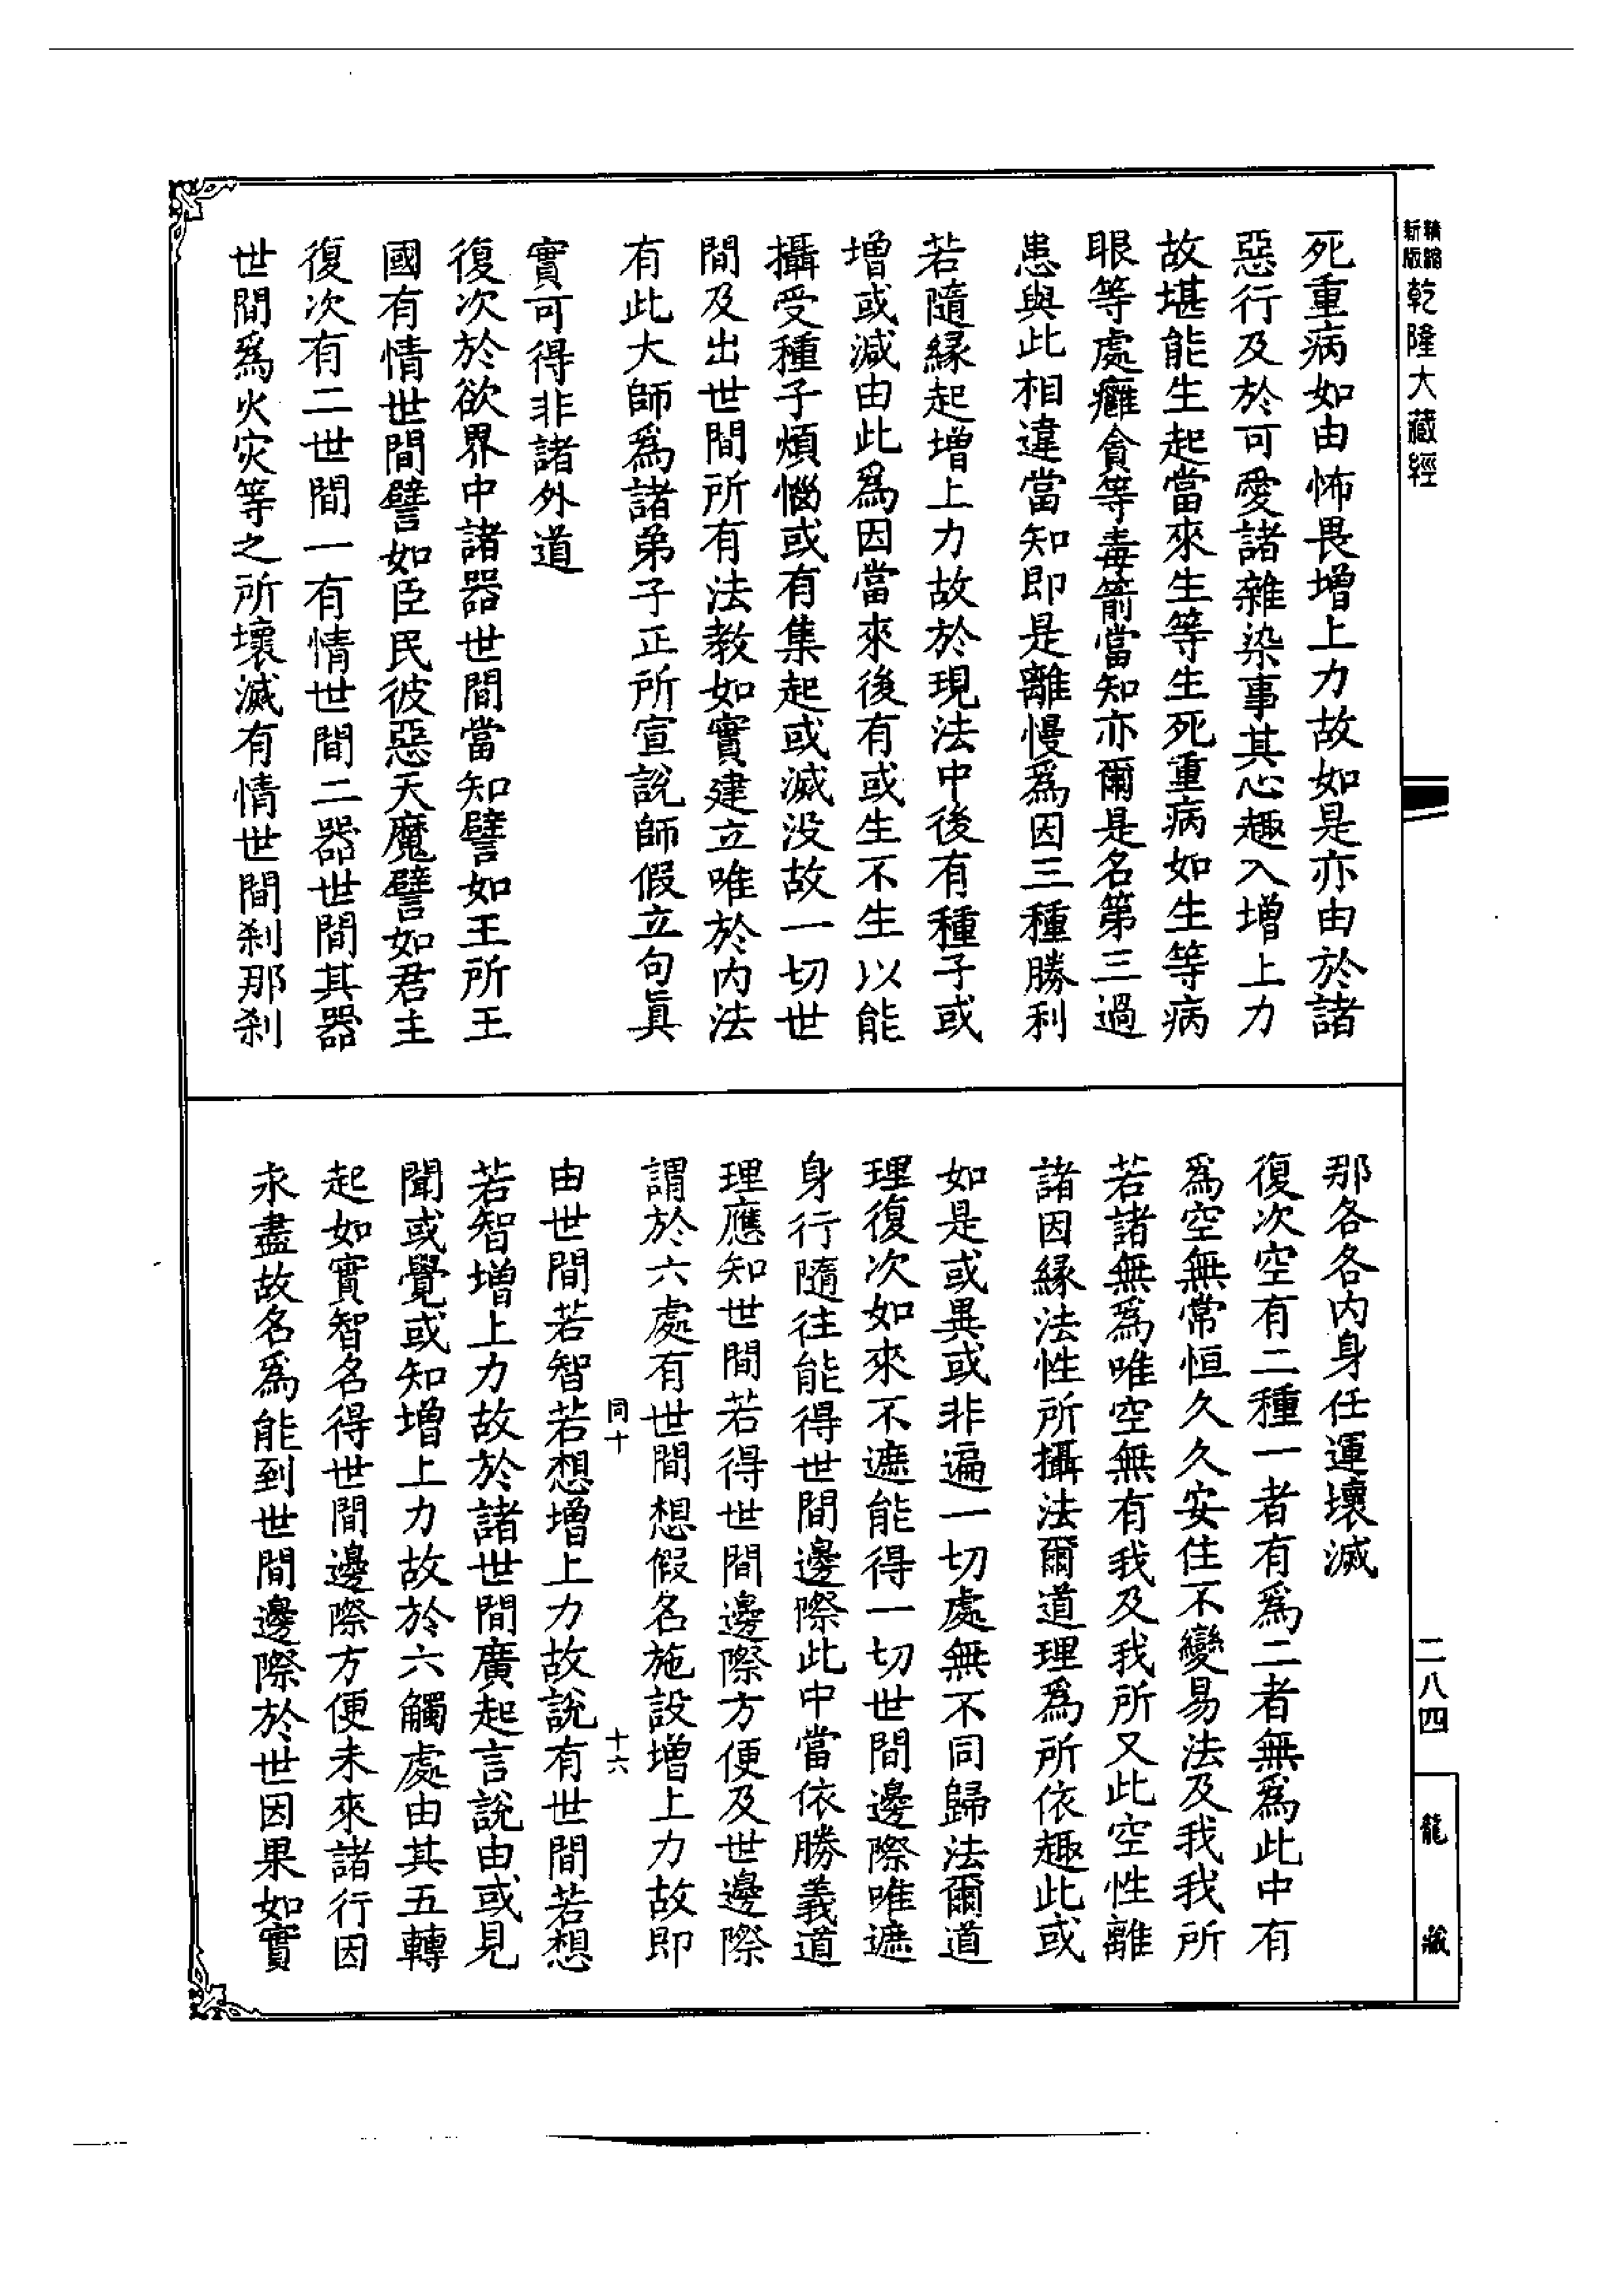 精縮新版乾隆大藏經
死重病如由怖畏增上力故如是亦由於諸
惡行及於可愛諸雜染事其心趣入增上力
故堪能生起當來生等生死重病如生等病
眼等處癰貪等毒箭當知亦爾是名第三過
患與此相違當知即是離慢爲因三種勝利
若隨緣起增上力故於現法中後有種子或
增或減由此爲因當來後有或生不生以能
攝受種子煩惱或有集起或滅没故一切世
間及出世間所有法教如實建立唯於内法
有此大師爲諸弟子正所宣説師假立句眞
實可得非諸外道
復次於欲界中諸器世間當知譬如王所王
國有情世間譬如臣民彼惡天魔譬如君主
復次有二世間一有情世間二器世間其器
世間爲火灾等之所壞滅有情世間刹那刹
那各各内身任運壞滅
復次空有二種一者有爲二者無爲此中有
爲空無常恒久久安住不變易法及我我所
若諸無爲唯空無有我及我所又此空性離
諸因緣法性所攝法爾道理爲所依趣此或
如是或異或非遍一切處無不同歸法爾道
理復次如來不遮能得一切世間邊際唯遮
身行隨往能得世間邊際此中當依勝義道
理應知世間若得世間邊際方便及世邊際
謂於六處有世間想假名施設增上力故即
同十
十六
由世間若智若想增上力故說有世間若想
若智增上力故於諸世間廣起言説由或見
聞或覺或知增上力故於六觸處由其五轉
起如實智名得世間邊際方便未來諸行因
永盡故名爲能到世間邊際於世因果如實
二八四
龍藏